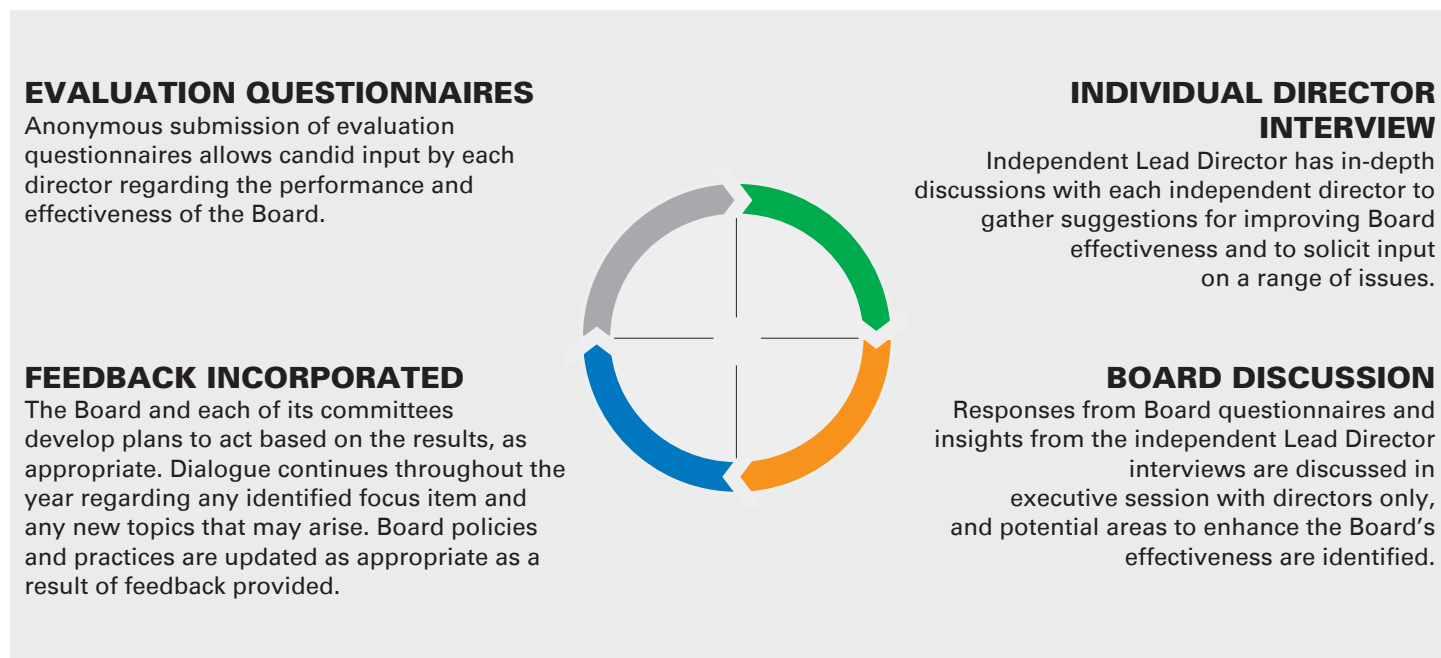 EVALUATION QUESTIONNAIRES
Anonymous submission of evaluation
questionnaires allows candid input by each
director regarding the performance and
effectiveness of the Board.
INDIVIDUAL DIRECTOR
INTERVIEW
Independent Lead Director has in-depth
discussions with each independent director to
gather suggestions for improving Board
effectiveness and to solicit input
on a range of issues.
FEEDBACK INCORPORATED
The Board and each of its committees
develop plans to act based on the results, as
appropriate. Dialogue continues throughout the
year regarding any identified focus item and
any new topics that may arise. Board policies
and practices are updated as appropriate as a
result of feedback provided.
BOARD DISCUSSION
Responses from Board questionnaires and
insights from the independent Lead Director
interviews are discussed in
executive session with directors only,
and potential areas to enhance the Board’s
effectiveness are identified.